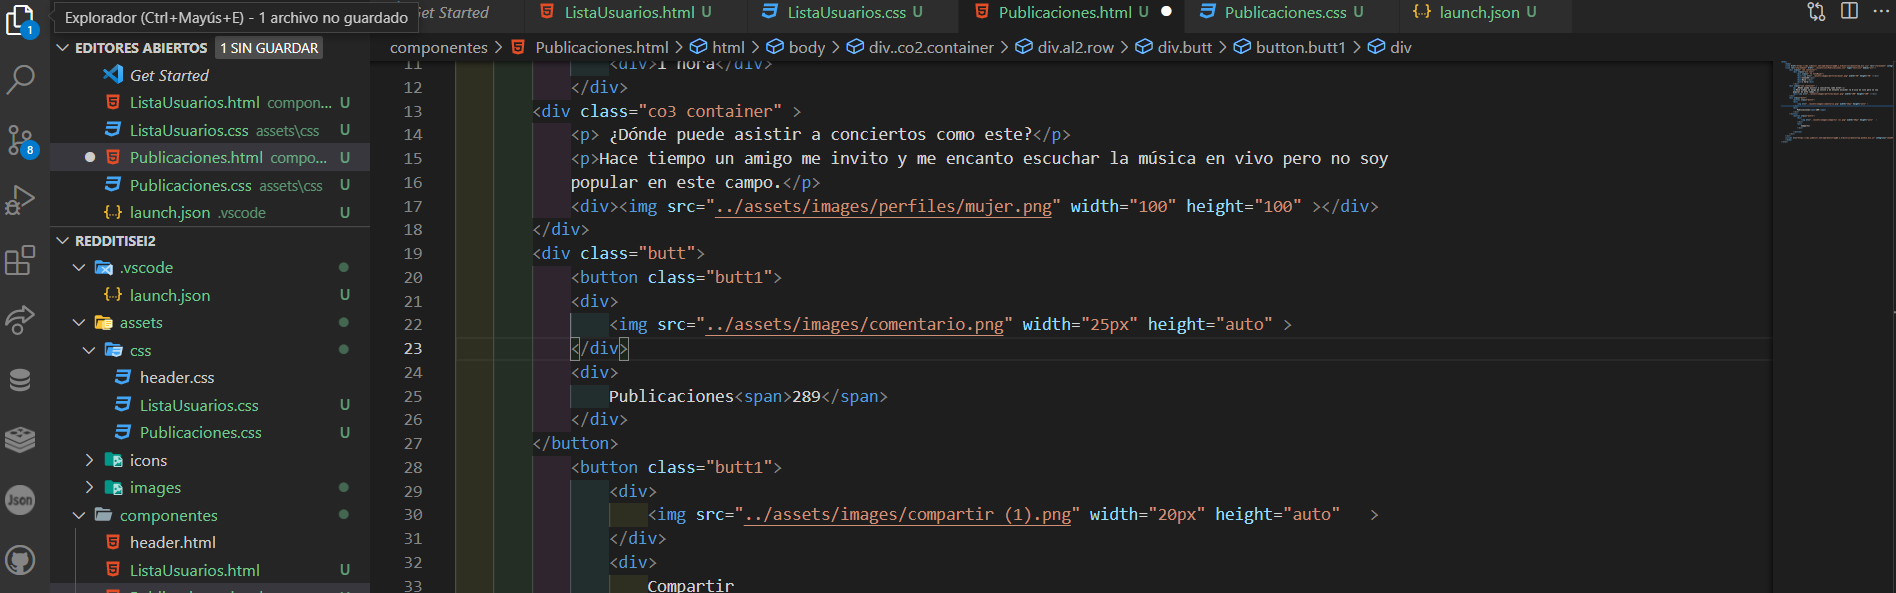 Explorador (Ctrl+Mayús+E) - 1 archivo no guardado
Get Started
ListaUsuarios.html U
ListaUsuarios.css U
Publicaciones.html U
Publicaciones.css U
launch.json U
1
EDITORES ABIERTOS 1 SIN GUARDAR
Get Started
ListaUsuarios.html compon... U
ListaUsuarios.css assets\css U
Publicaciones.html compo... U
Publicaciones.css assets\css U
launch.json .vscode U
8
REDDITISEI2
.vscode
launch.json U
assets
css
header.css
ListaUsuarios.css U
Publicaciones.css U
icons
images
componentes
header.html
ListaUsuarios.html U
Json
componentes > Publicaciones.html > html > body > div..co2.container > div.al2.row > div.butt > button.butt1 > div
11 <div>1 hora</div>
12 </div>
13 <div class="co3 container" >
14 <p> ¿Dónde puede asistir a conciertos como este?</p>
15 <p>Hace tiempo un amigo me invito y me encanto escuchar la música en vivo pero no soy
16 popular en este campo.</p>
17 <div><img src="../assets/images/perfiles/mujer.png" width="100" height="100" ></div>
18 </div>
19 <div class="butt">
20 <button class="butt1">
21 <div>
22 <img src="../assets/images/comentario.png" width="25px" height="auto" >
23 </div>
24 <div>
25 Publicaciones<span>289</span>
26 </div>
27 </button>
28 <button class="butt1">
29 <div>
30 <img src="../assets/images/compartir (1).png" width="20px" height="auto" >
31 </div>
32 <div>
33 Compartir